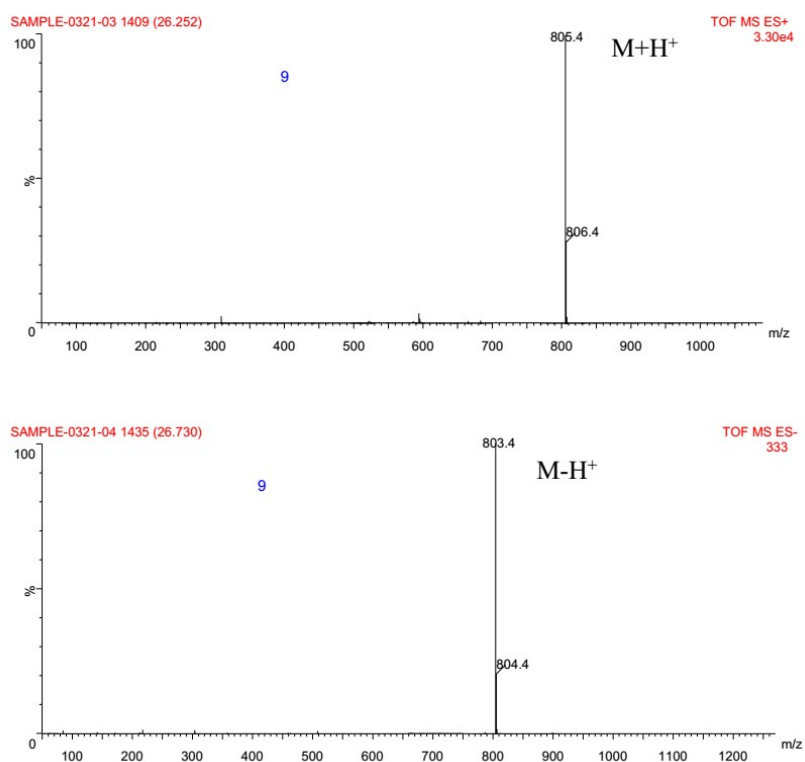 SAMPLE-0321-03 1409 (26.252)
TOF MS ES+
3.30e4
100
805.4
M+H+
9
%
806.4
0
100 200 300 400 500 600 700 800 900 1000
m/z
SAMPLE-0321-04 1435 (26.730)
TOF MS ES-
333
100
803.4
M-H+
9
%
804.4
0
100 200 300 400 500 600 700 800 900 1000 1100 1200
m/z